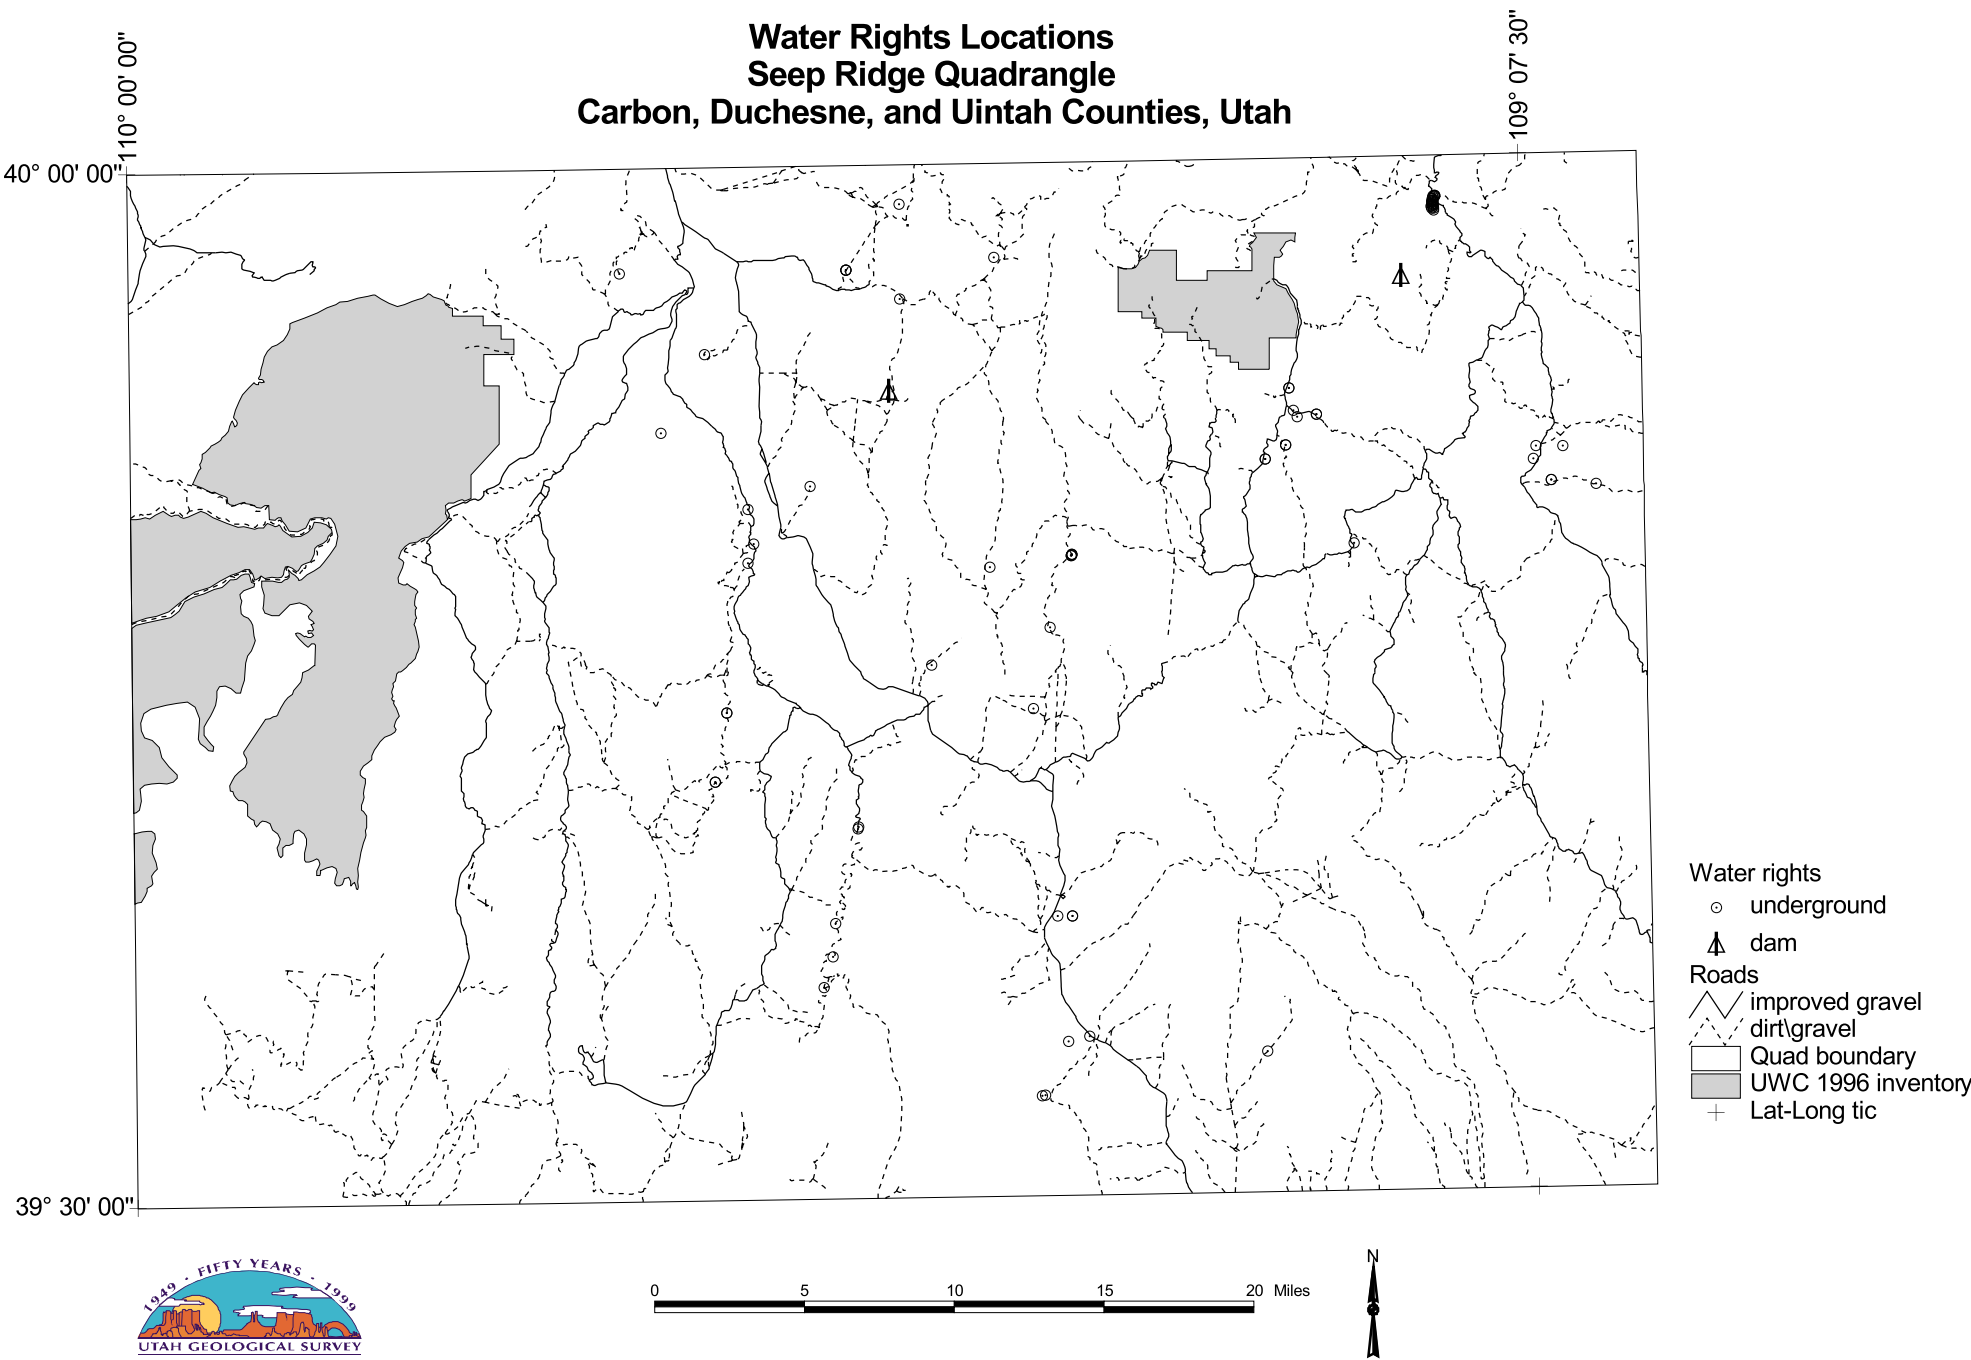 Water Rights Locations
Seep Ridge Quadrangle
Carbon, Duchesne, and Uintah Counties, Utah
110° 00' 00"
109° 07' 30"
40° 00' 00"
39° 30' 00"
Water rights
underground
dam
Roads
improved gravel
dirt\gravel
Quad boundary
UWC 1996 inventory
Lat-Long tic
1949 - FIFTY YEARS - 1999
UTAH GEOLOGICAL SURVEY
0 5 10 15 20 Miles
N